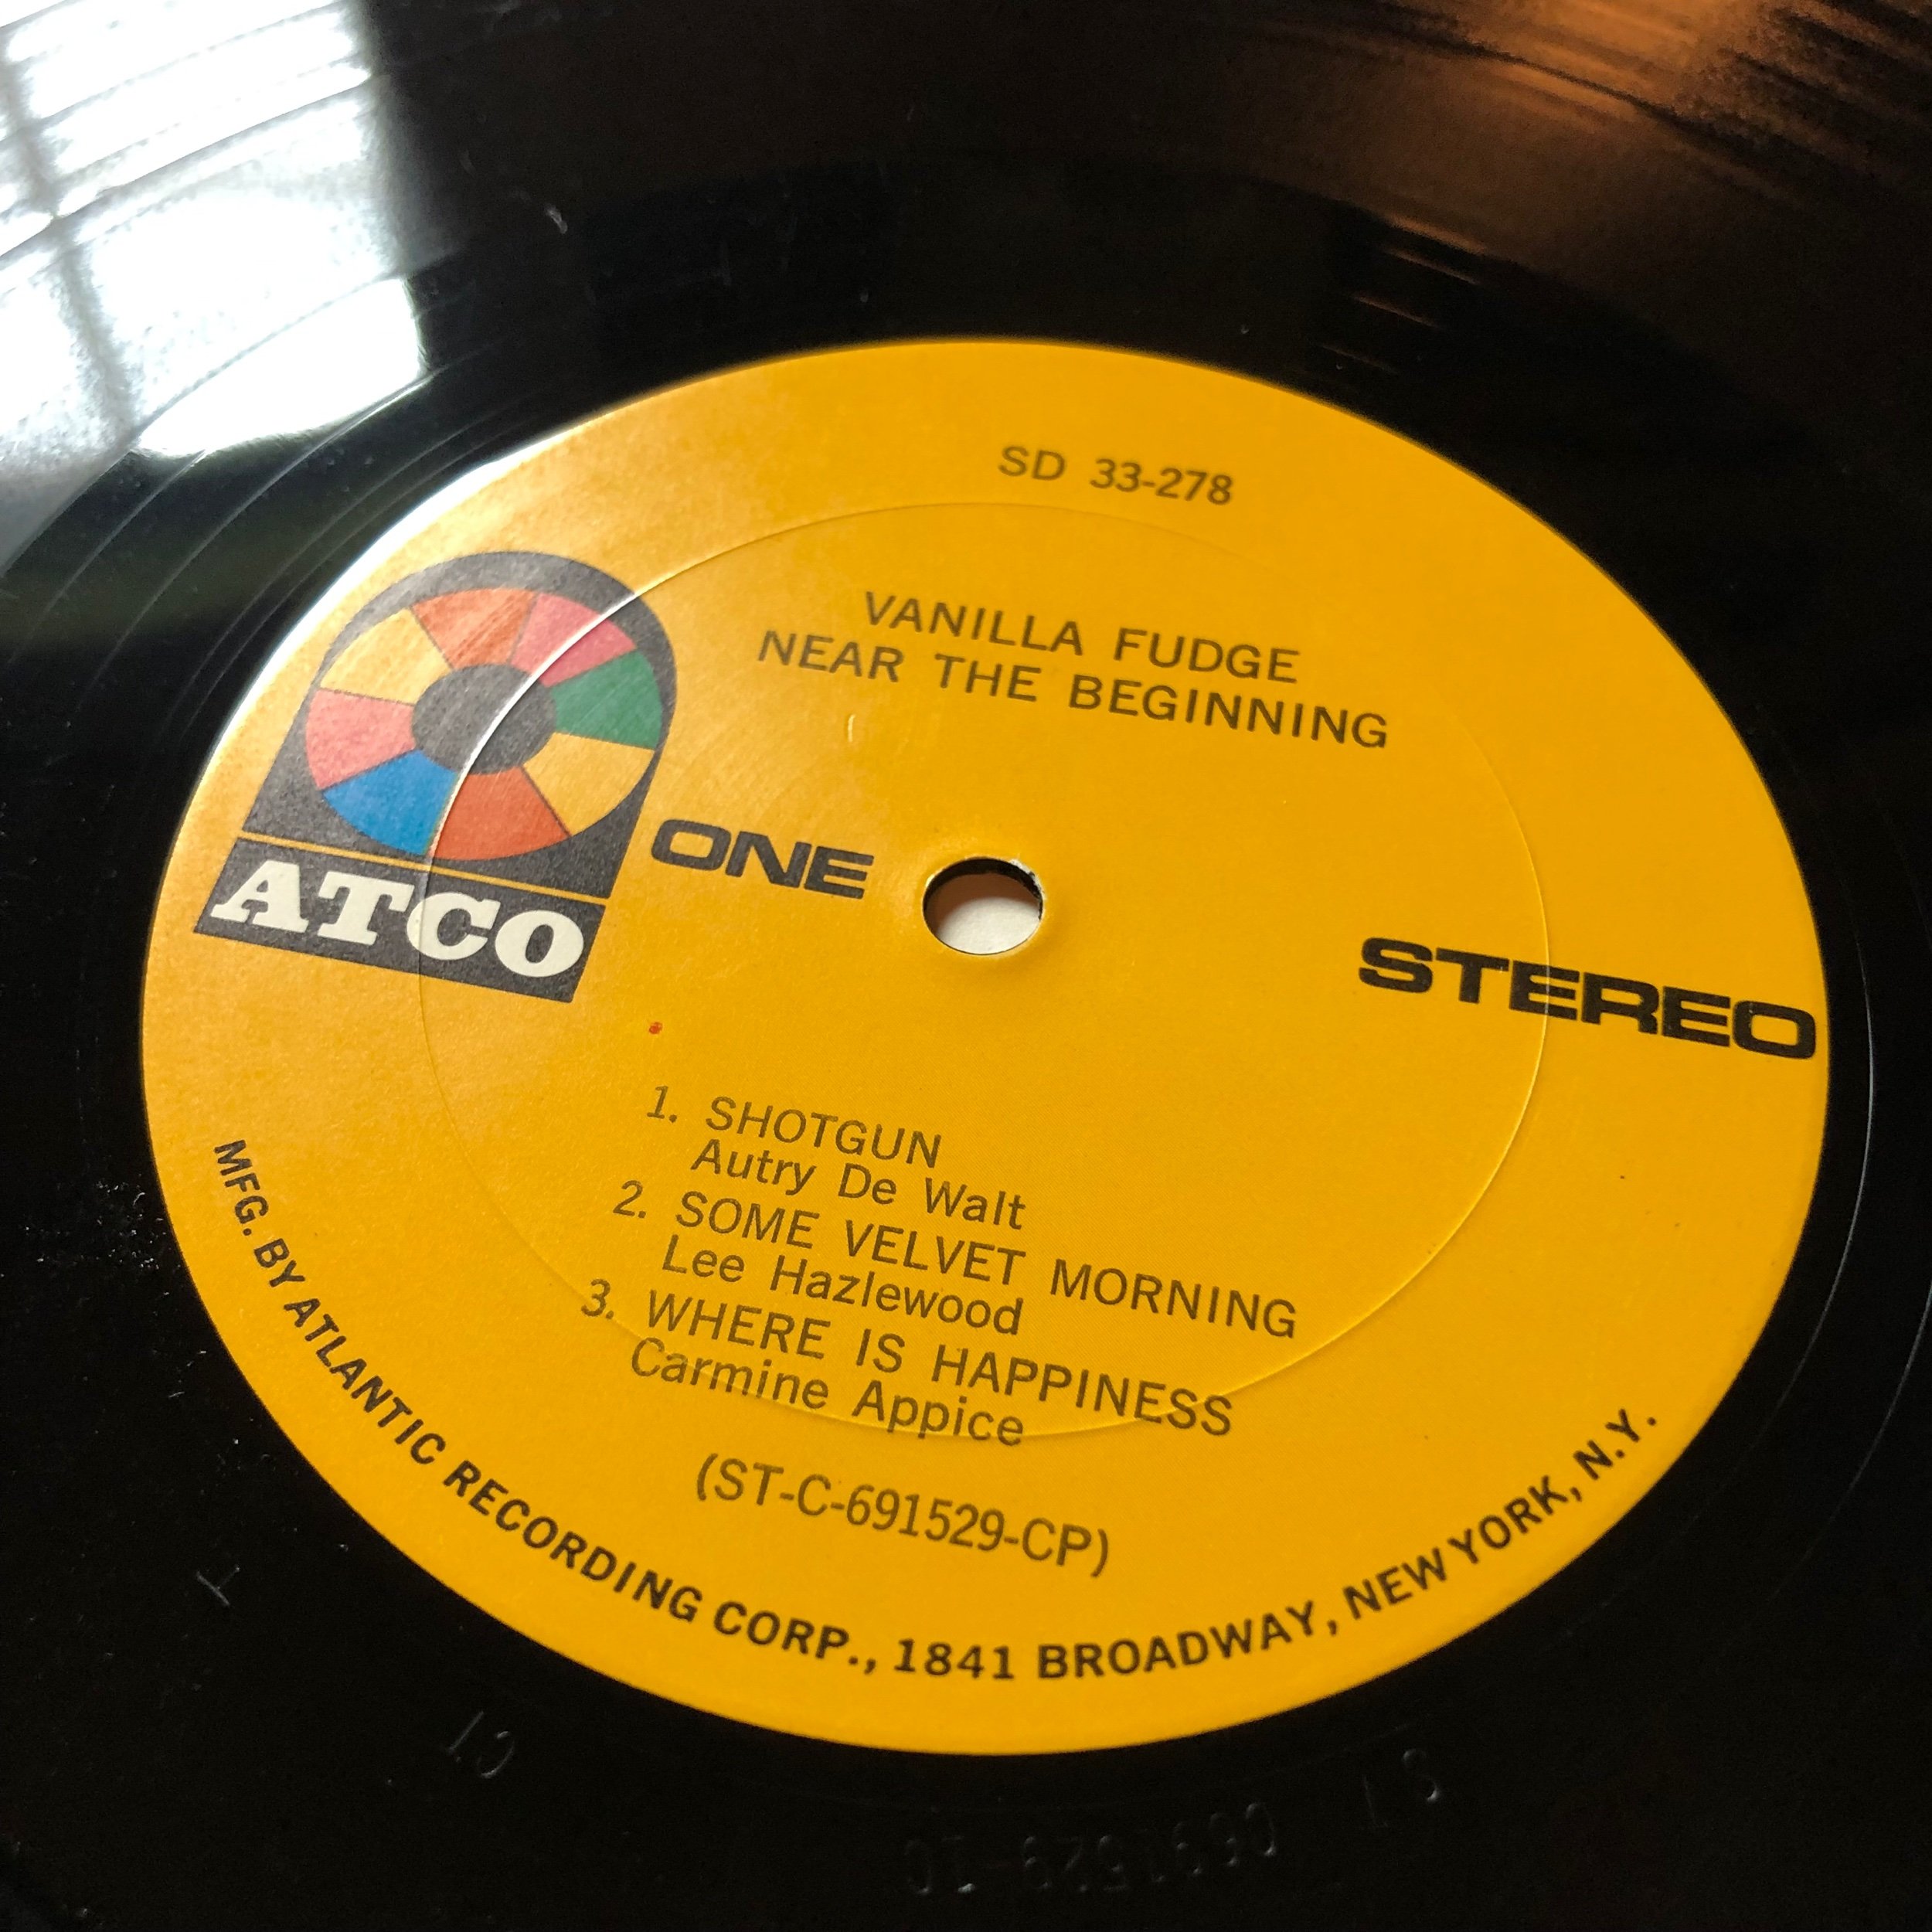 SD 33-278
VANILLA FUDGE
NEAR THE BEGINNING
ATCO
ONE
STEREO
1. SHOTGUN
Autry De Walt
2. SOME VELVET MORNING
Lee Hazlewood
3. WHERE IS HAPPINESS
Carmine Appice
(ST-C-691529-CP)
MFG. BY ATLANTIC RECORDING CORP., 1841 BROADWAY, NEW YORK, N.Y.